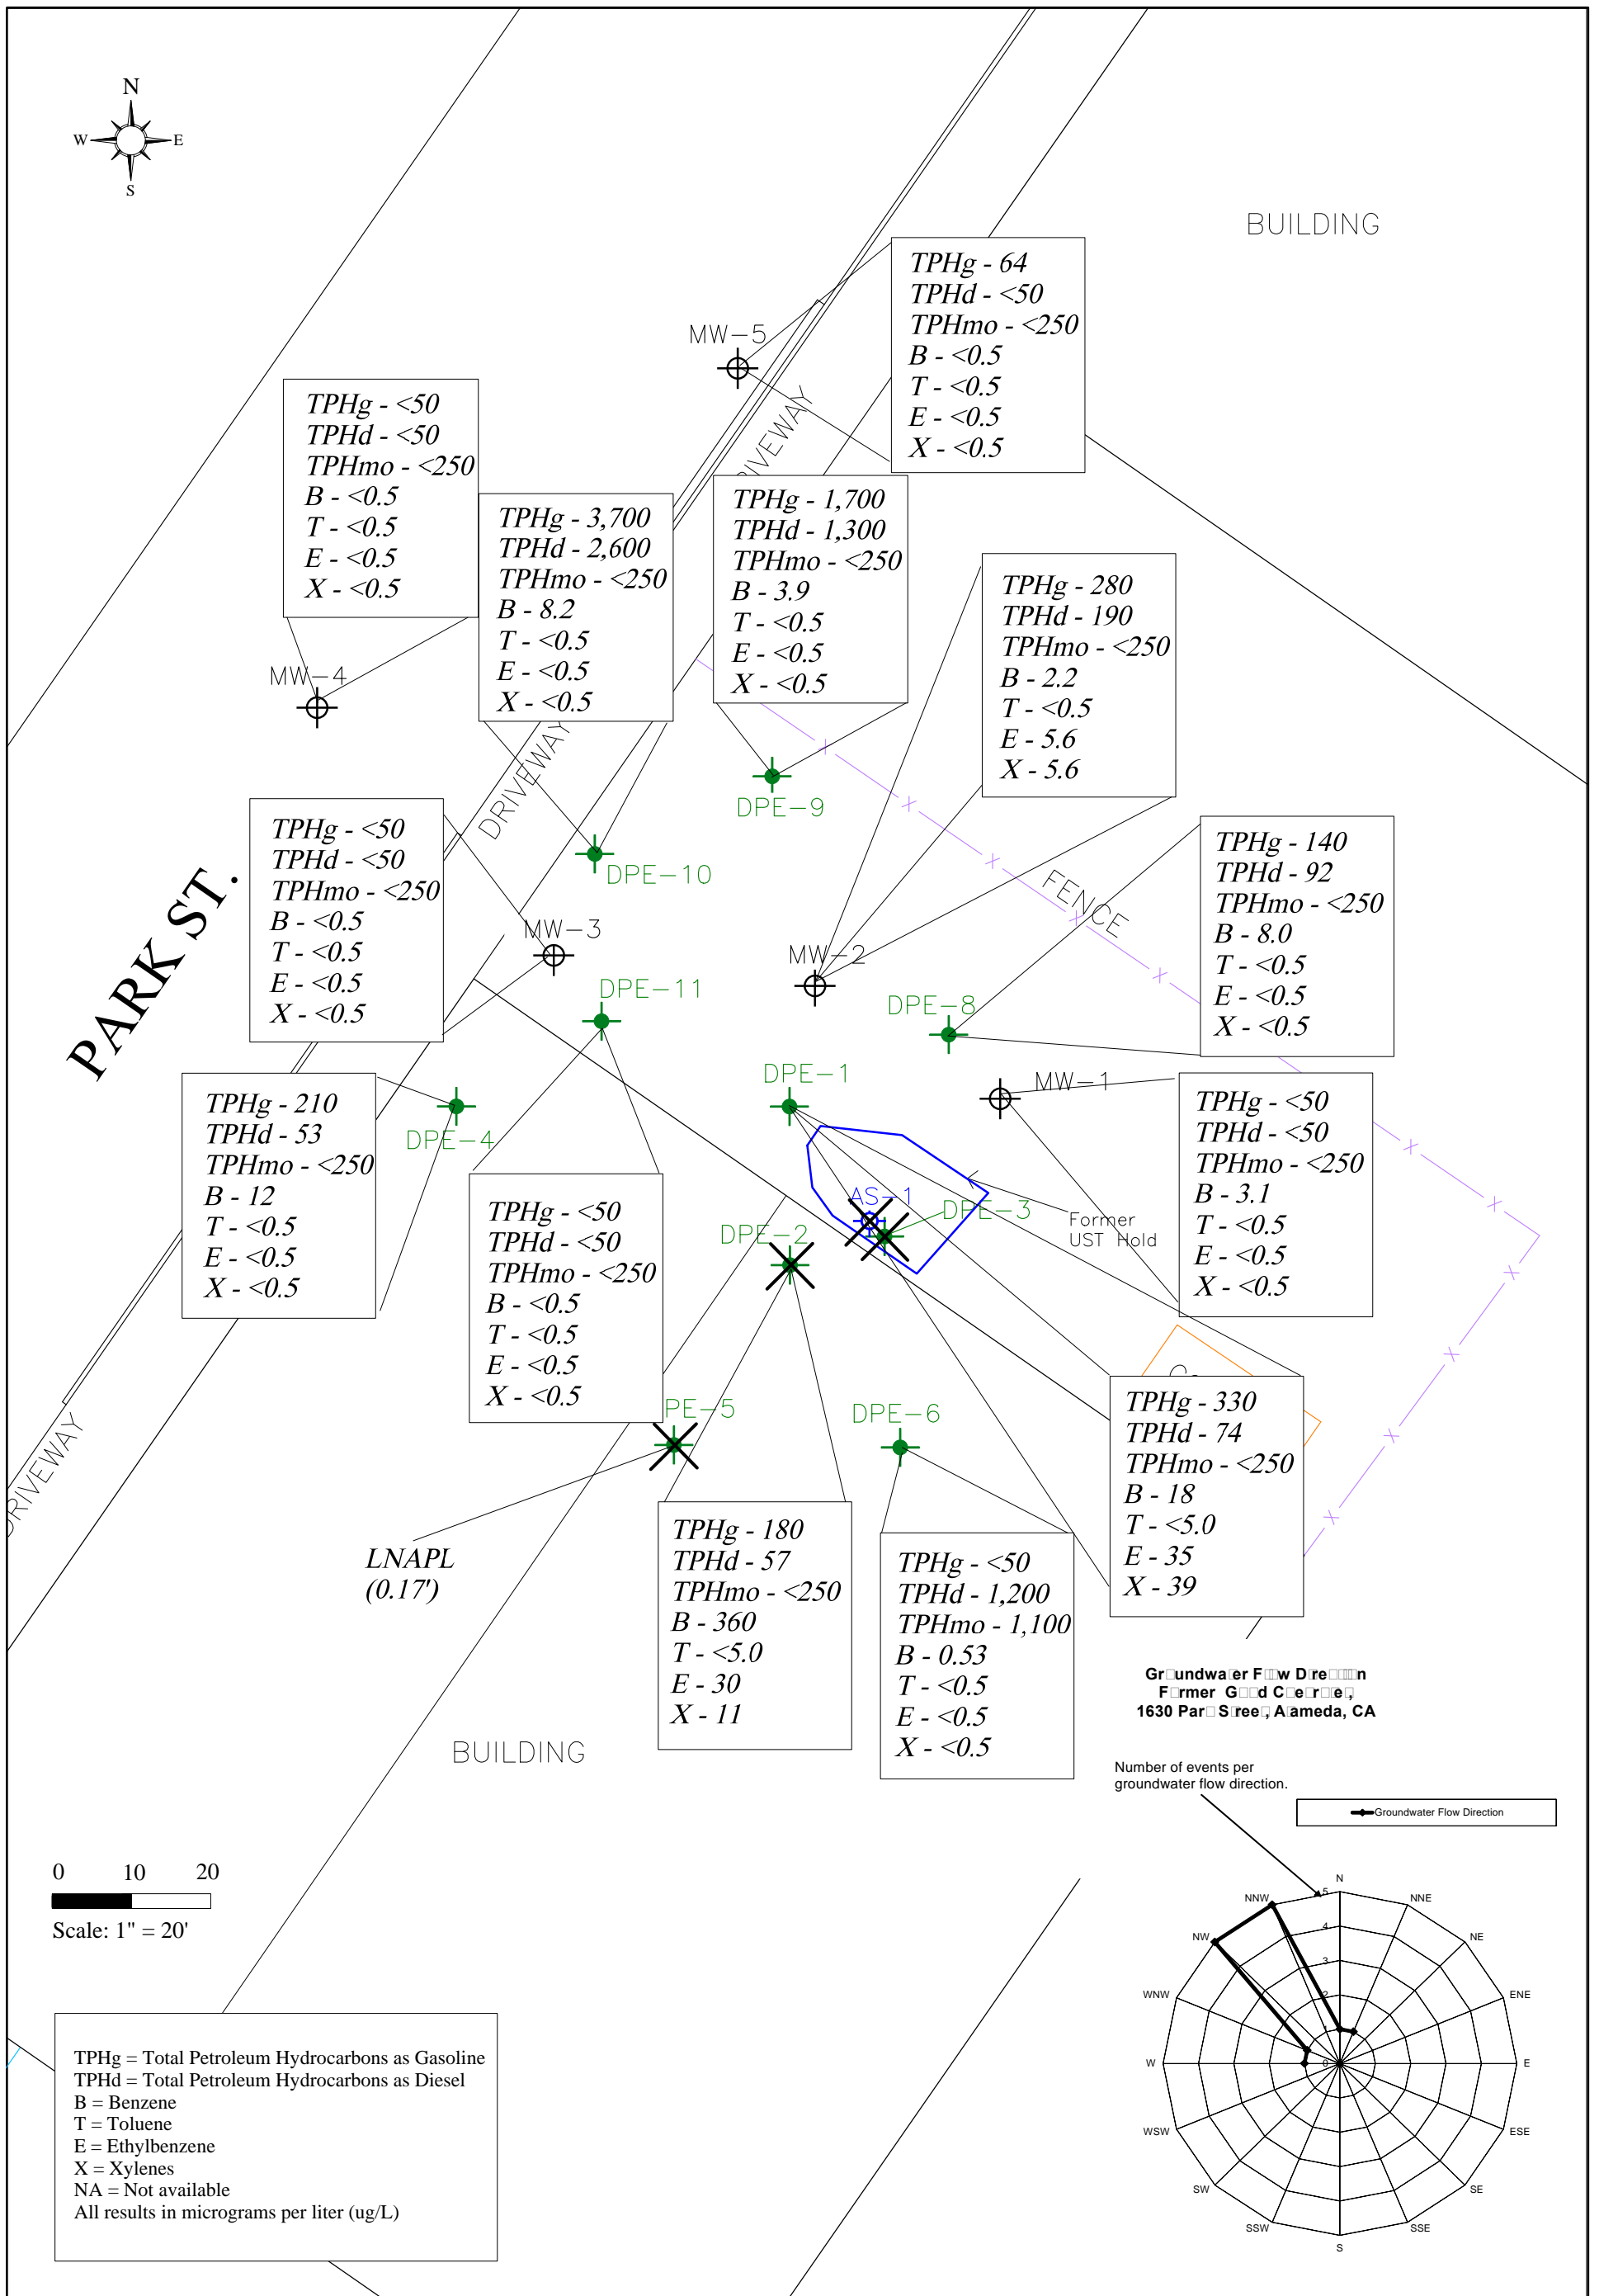 N
W
E
S
BUILDING
TPHg - 64
TPHd - <50
TPHmo - <250
B - <0.5
T - <0.5
E - <0.5
X - <0.5
MW-5
TPHg - <50
TPHd - <50
TPHmo - <250
B - <0.5
T - <0.5
E - <0.5
X - <0.5
MW-4
TPHg - 3,700
TPHd - 2,600
TPHmo - <250
B - 8.2
T - <0.5
E - <0.5
X - <0.5
TPHg - 1,700
TPHd - 1,300
TPHmo - <250
B - 3.9
T - <0.5
E - <0.5
X - <0.5
TPHg - 280
TPHd - 190
TPHmo - <250
B - 2.2
T - <0.5
E - 5.6
X - 5.6
DRIVEWAY
DPE-9
DPE-10
FENCE
TPHg - <50
TPHd - <50
TPHmo - <250
B - <0.5
T - <0.5
E - <0.5
X - <0.5
PARK ST.
MW-3
MW-2
DPE-11
DPE-8
TPHg - 140
TPHd - 92
TPHmo - <250
B - 8.0
T - <0.5
E - <0.5
X - <0.5
TPHg - 210
TPHd - 53
TPHmo - <250
B - 12
T - <0.5
E - <0.5
X - <0.5
DPE-4
DPE-1
MW-1
TPHg - <50
TPHd - <50
TPHmo - <250
B - 3.1
T - <0.5
E - <0.5
X - <0.5
TPHg - <50
TPHd - <50
TPHmo - <250
B - <0.5
T - <0.5
E - <0.5
X - <0.5
AS-1
DPE-3
DPE-2
Former
UST Hold
PE-5
DPE-6
TPHg - 330
TPHd - 74
TPHmo - <250
B - 18
T - <5.0
E - 35
X - 39
LNAPL
(0.17')
TPHg - 180
TPHd - 57
TPHmo - <250
B - 360
T - <5.0
E - 30
X - 11
TPHg - <50
TPHd - 1,200
TPHmo - 1,100
B - 0.53
T - <0.5
E - <0.5
X - <0.5
1630 Alameda, CA
BUILDING
Number of events per
groundwater flow direction.
Groundwater Flow Direction
0 10 20
Scale: 1" = 20'
N
NNE
NE
ENE
E
ESE
SE
SSE
S
SSW
SW
WSW
W
WNW
NW
NNW
5
4
3
2
1
0
TPHg = Total Petroleum Hydrocarbons as Gasoline
TPHd = Total Petroleum Hydrocarbons as Diesel
B = Benzene
T = Toluene
E = Ethylbenzene
X = Xylenes
NA = Not available
All results in micrograms per liter (ug/L)